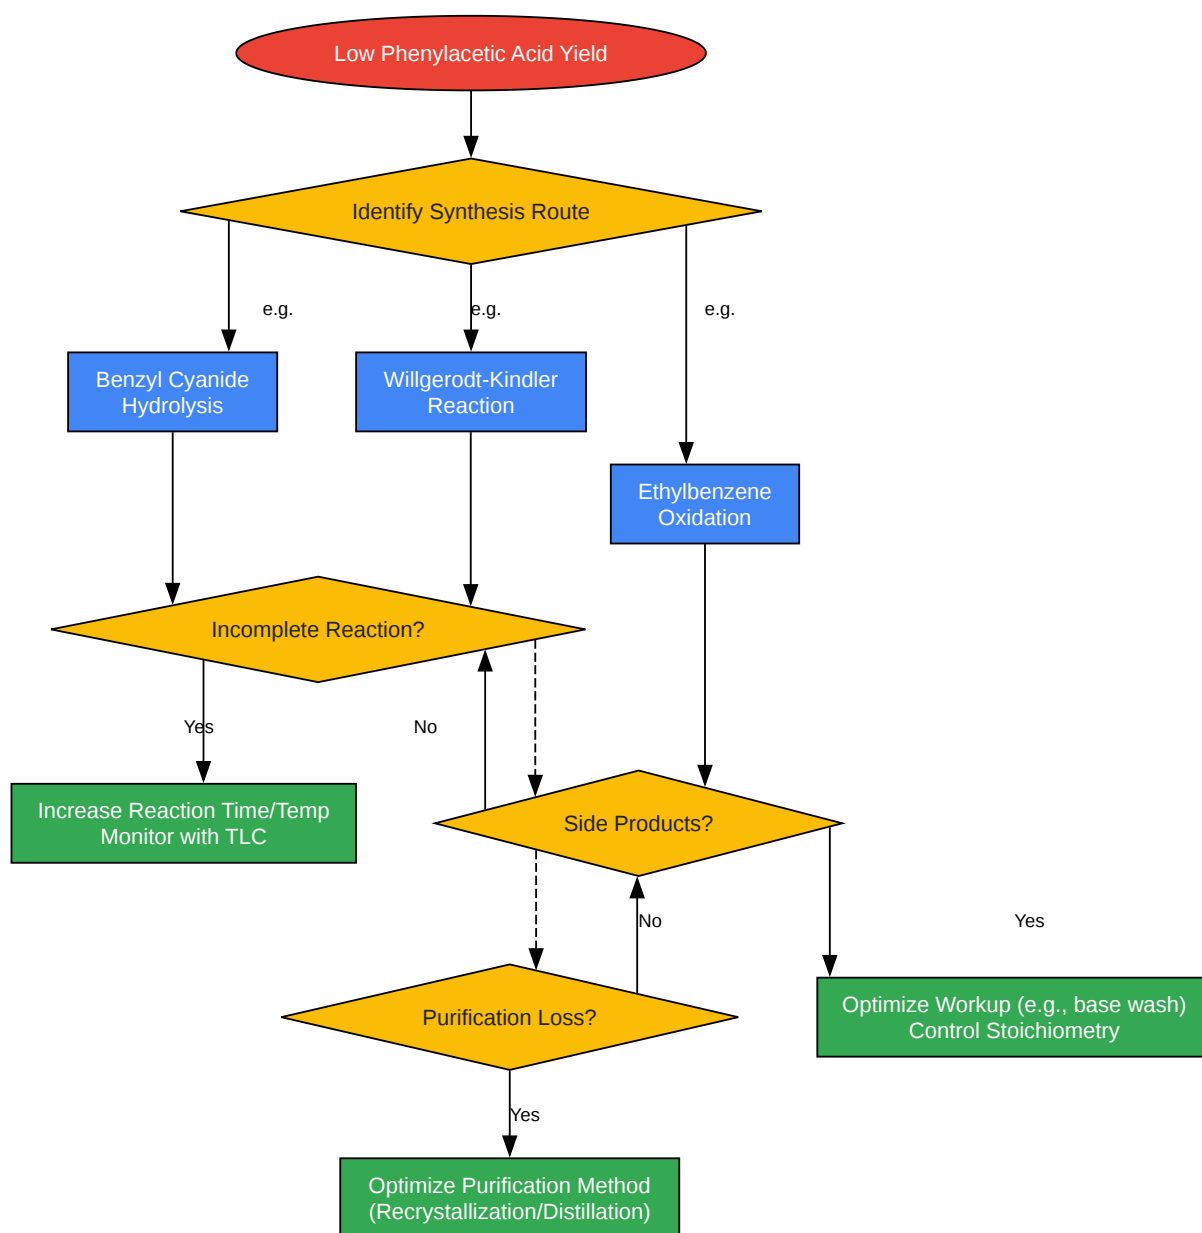 Low Phenylacetic Acid Yield
Identify Synthesis Route
e.g.
e.g.
e.g.
Benzyl Cyanide
Hydrolysis
Willgerodt-Kindler
Reaction
Ethylbenzene
Oxidation
Incomplete Reaction?
Yes
No
Increase Reaction Time/Temp
Monitor with TLC
Side Products?
No
Yes
Purification Loss?
Optimize Workup (e.g., base wash)
Control Stoichiometry
Yes
Optimize Purification Method
(Recrystallization/Distillation)